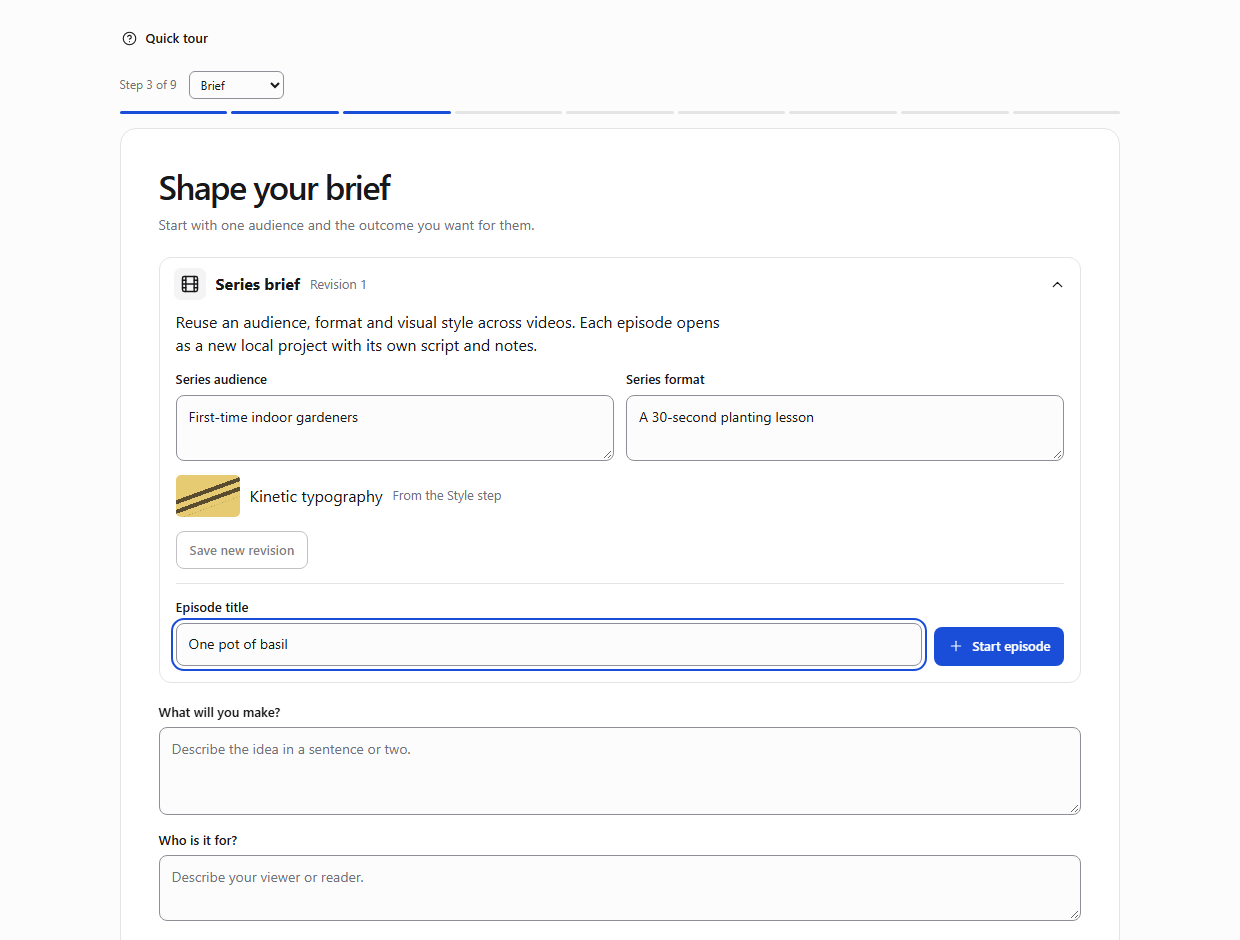 Quick tour
Step 3 of 9
Brief
Shape your brief
Start with one audience and the outcome you want for them.
Series brief Revision 1
Reuse an audience, format and visual style across videos. Each episode opens
as a new local project with its own script and notes.
Series audience
First-time indoor gardeners
Series format
A 30-second planting lesson
Kinetic typography From the Style step
Save new revision
Episode title
One pot of basil
Start episode
What will you make?
Describe the idea in a sentence or two.
Who is it for?
Describe your viewer or reader.